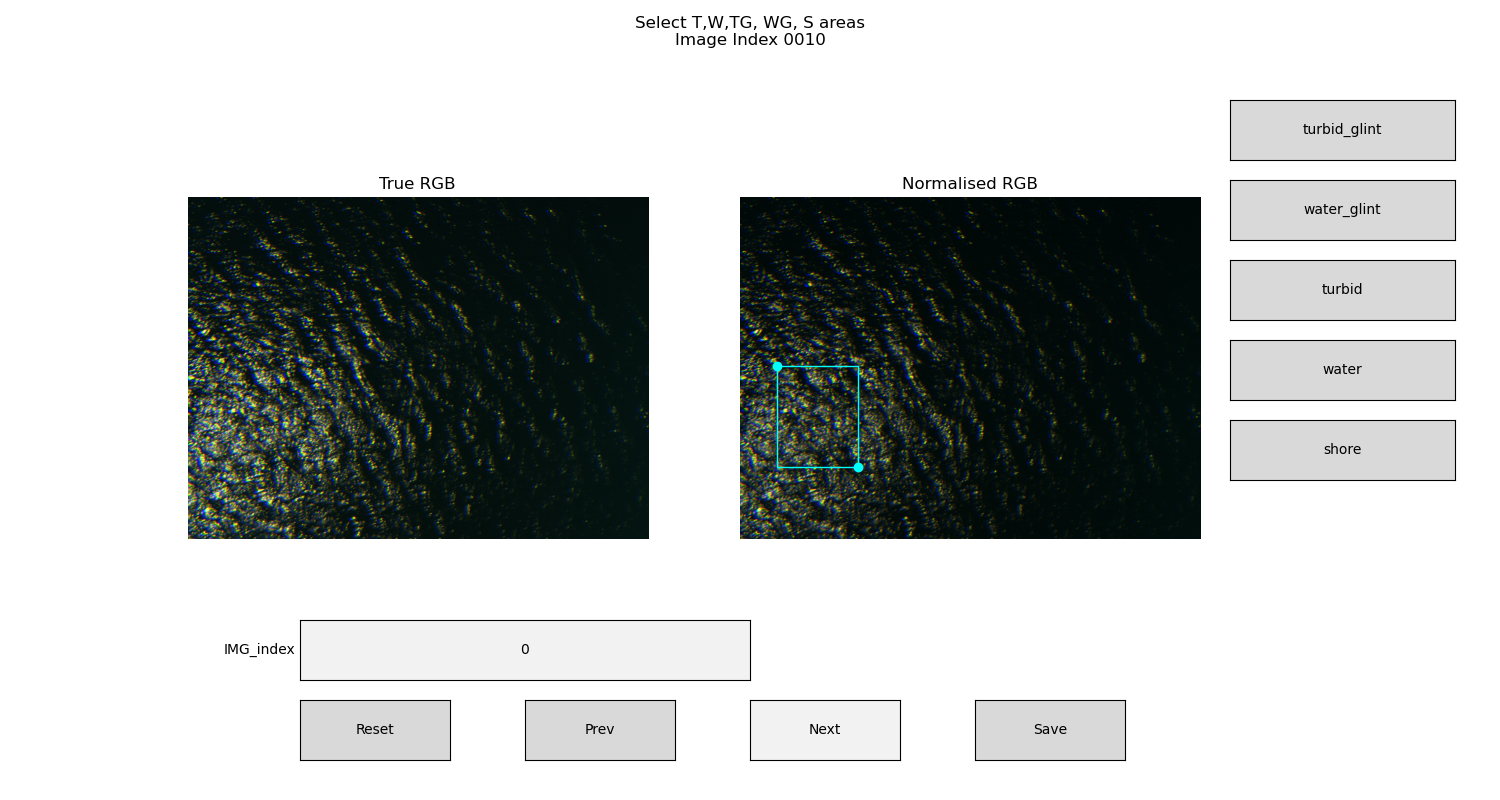 Select T,W,TG, WG, S areas
Image Index 0010
True RGB
Normalised RGB
turbid_glint
water_glint
turbid
water
shore
IMG_index
0
Reset
Prev
Next
Save